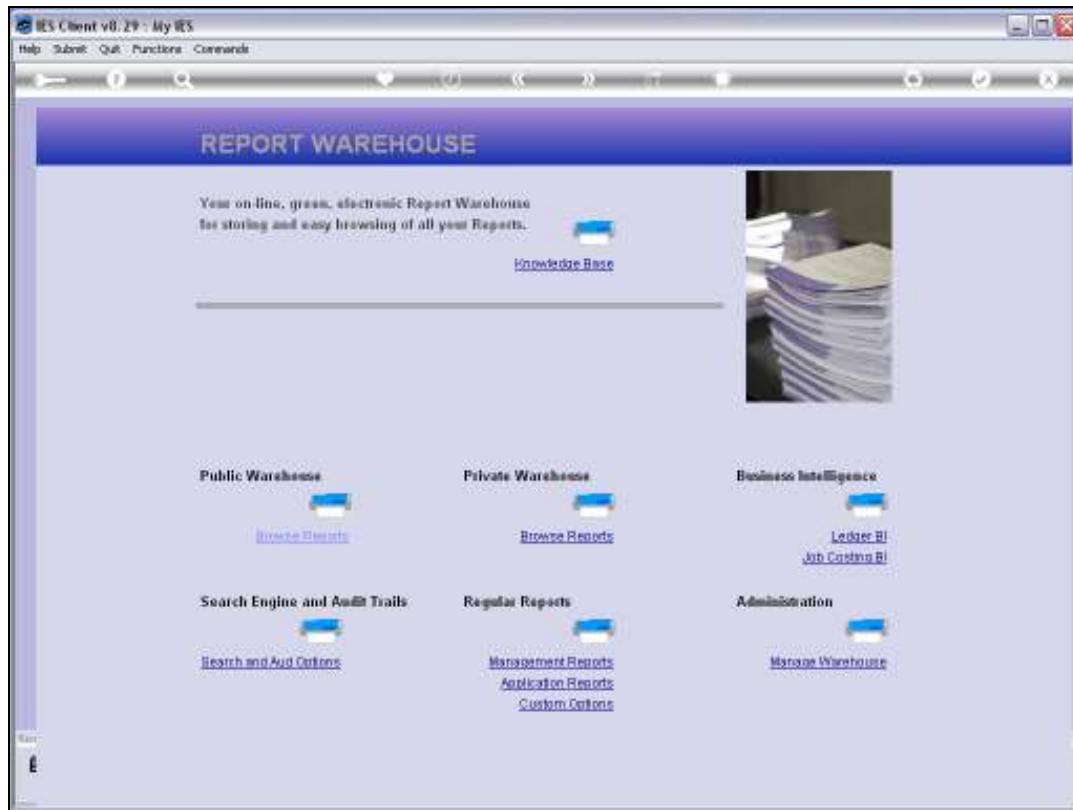 IES Client v8.29 : My IES
Help Submit Quit Functions Commands
REPORT WAREHOUSE
Your on-line, green, electronic Report Warehouse
for storing and easy browsing of all your Reports.
Knowledge Base
Public Warehouse Private Warehouse Business Intelligence
Browse Reports Browse Reports Ledger BI
Job Costing BI
Search Engine and Audit Trails Regular Reports Administration
Search and Aud Options Management Reports Manage Warehouse
Application Reports
Custom Options